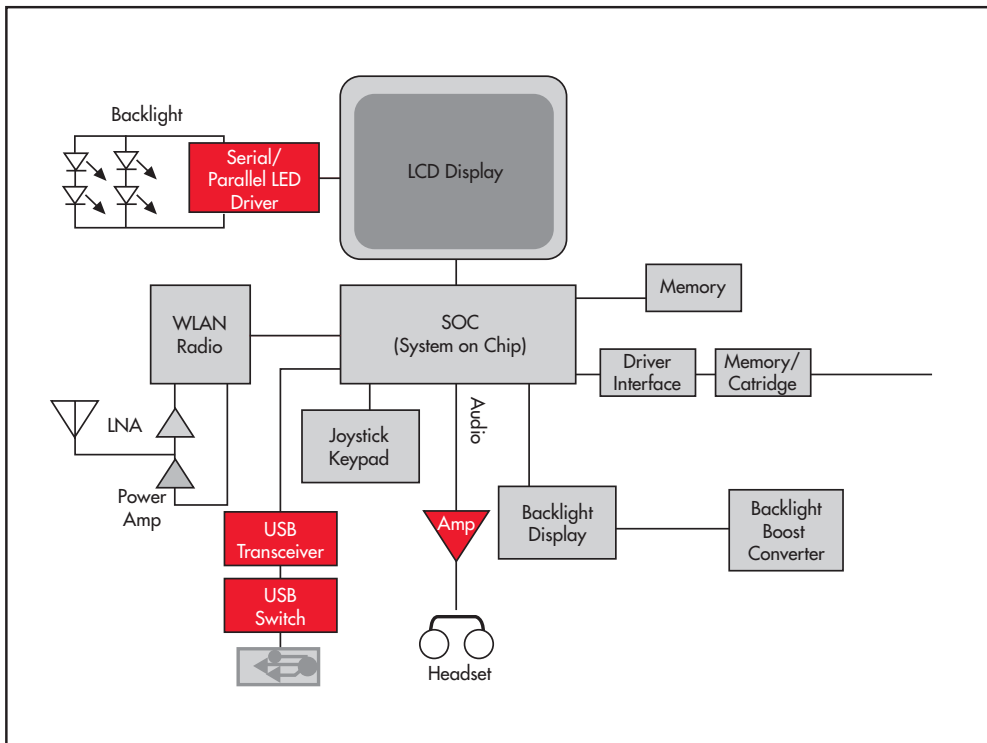 Backlight
Serial/
Parallel LED
Driver
LCD Display
Memory
WLAN
Radio
SOC
(System on Chip)
Driver
Interface
Memory/
Catridge
LNA
Joystick
Keypad
Audio
Power
Amp
USB
Transceiver
Amp
Backlight
Display
Backlight
Boost
Converter
USB
Switch
Headset